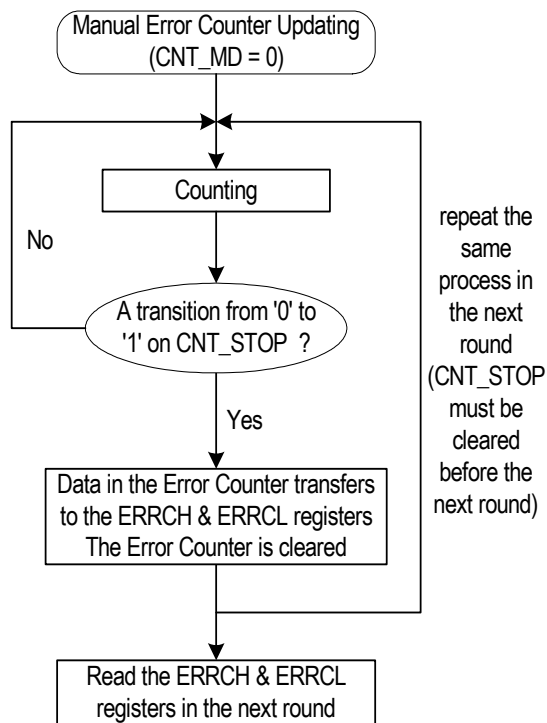 Manual Error Counter Updating
(CNT_MD = 0)
Counting
No
A transition from '0' to
'1' on CNT_STOP ?
Yes
Data in the Error Counter transfers
to the ERRCH & ERRCL registers
The Error Counter is cleared
repeat the
same
process in
the next
round
(CNT_STOP
must be
cleared
before the
next round)
Read the ERRCH & ERRCL
registers in the next round